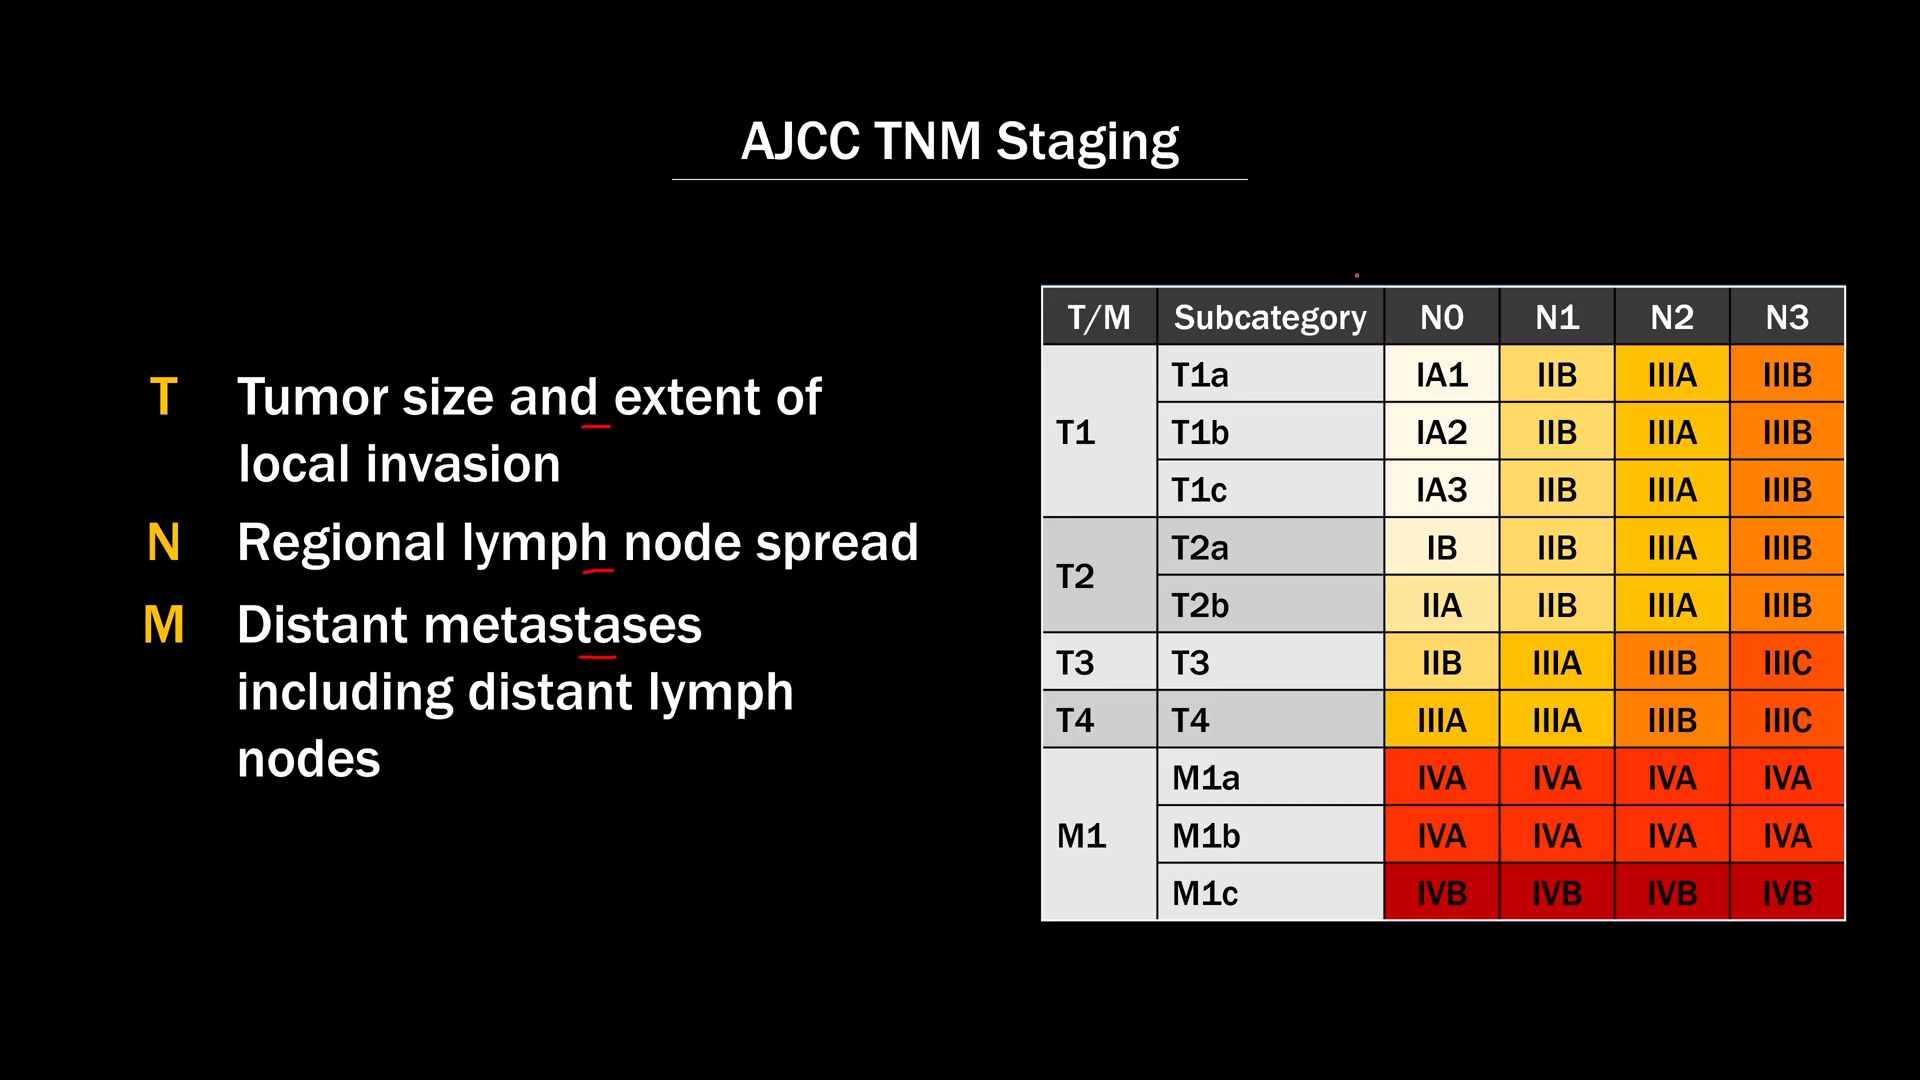 AJCC TNM Staging
T Tumor size and extent of
local invasion
N Regional lymph node spread
M Distant metastases
including distant lymph
nodes
T/M Subcategory N0 N1 N2 N3
T1 T1a IA1 IIB IIIA IIIB
T1b IA2 IIB IIIA IIIB
T1c IA3 IIB IIIA IIIB
T2 T2a IB IIB IIIA IIIB
T2b IIA IIB IIIA IIIB
T3 T3 IIB IIIA IIIB IIIC
T4 T4 IIIA IIIA IIIB IIIC
M1 M1a IVA IVA IVA IVA
M1b IVA IVA IVA IVA
M1c IVB IVB IVB IVB